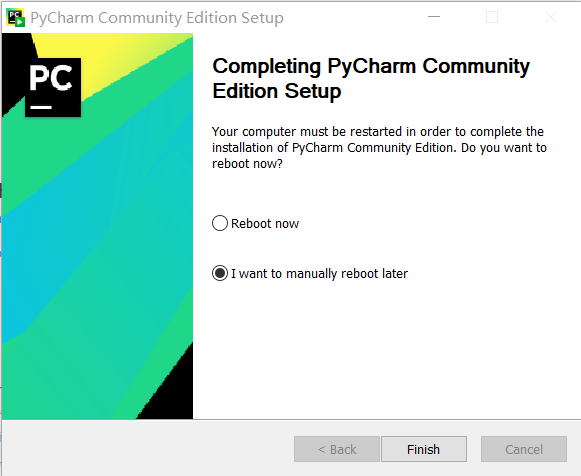 PyCharm Community Edition Setup
PC
Completing PyCharm Community
Edition Setup
Your computer must be restarted in order to complete the
installation of PyCharm Community Edition. Do you want to
reboot now?
Reboot now
I want to manually reboot later
< Back
Finish
Cancel